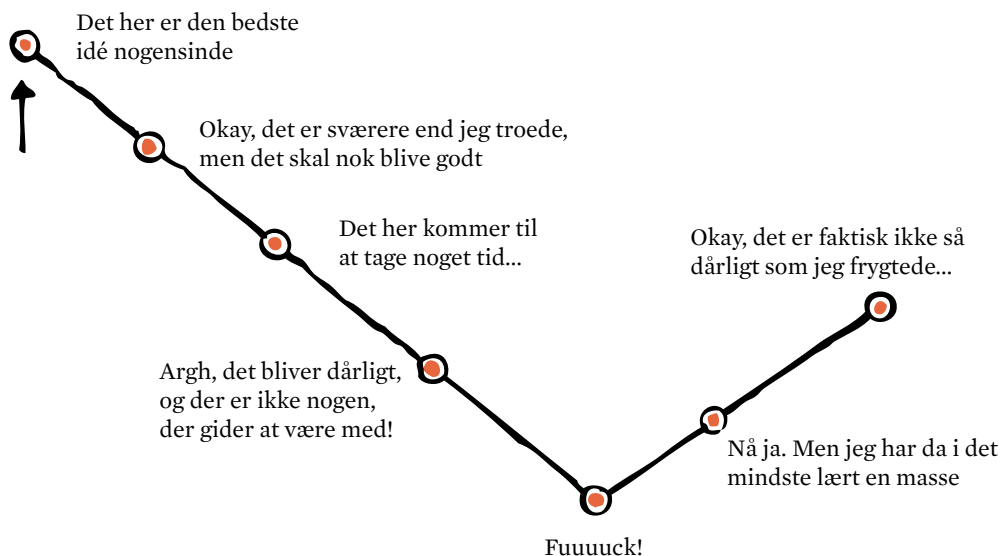 Det her er den bedste
idé nogensinde
Okay, det er sværere end jeg troede,
men det skal nok blive godt
Det her kommer til
at tage noget tid...
Argh, det bliver dårligt,
og der er ikke nogen,
der gider at være med!
Fuuuuck!
Nå ja. Men jeg har da i det
mindste lært en masse
Okay, det er faktisk ikke så
dårligt som jeg frygtede...